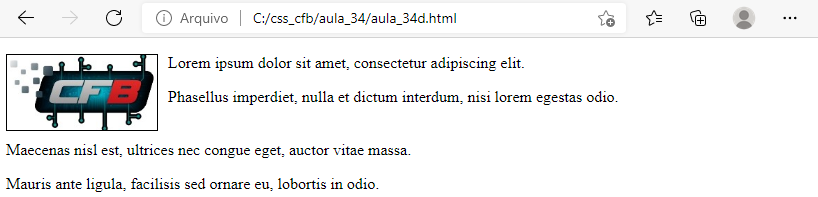 Arquivo C:/css_cfb/aula_34/aula_34d.html
CFB
Lorem ipsum dolor sit amet, consectetur adipiscing elit.
Phasellus imperdiet, nulla et dictum interdum, nisi lorem egestas odio.
Maecenas nisl est, ultrices nec congue eget, auctor vitae massa.
Mauris ante ligula, facilisis sed ornare eu, lobortis in odio.